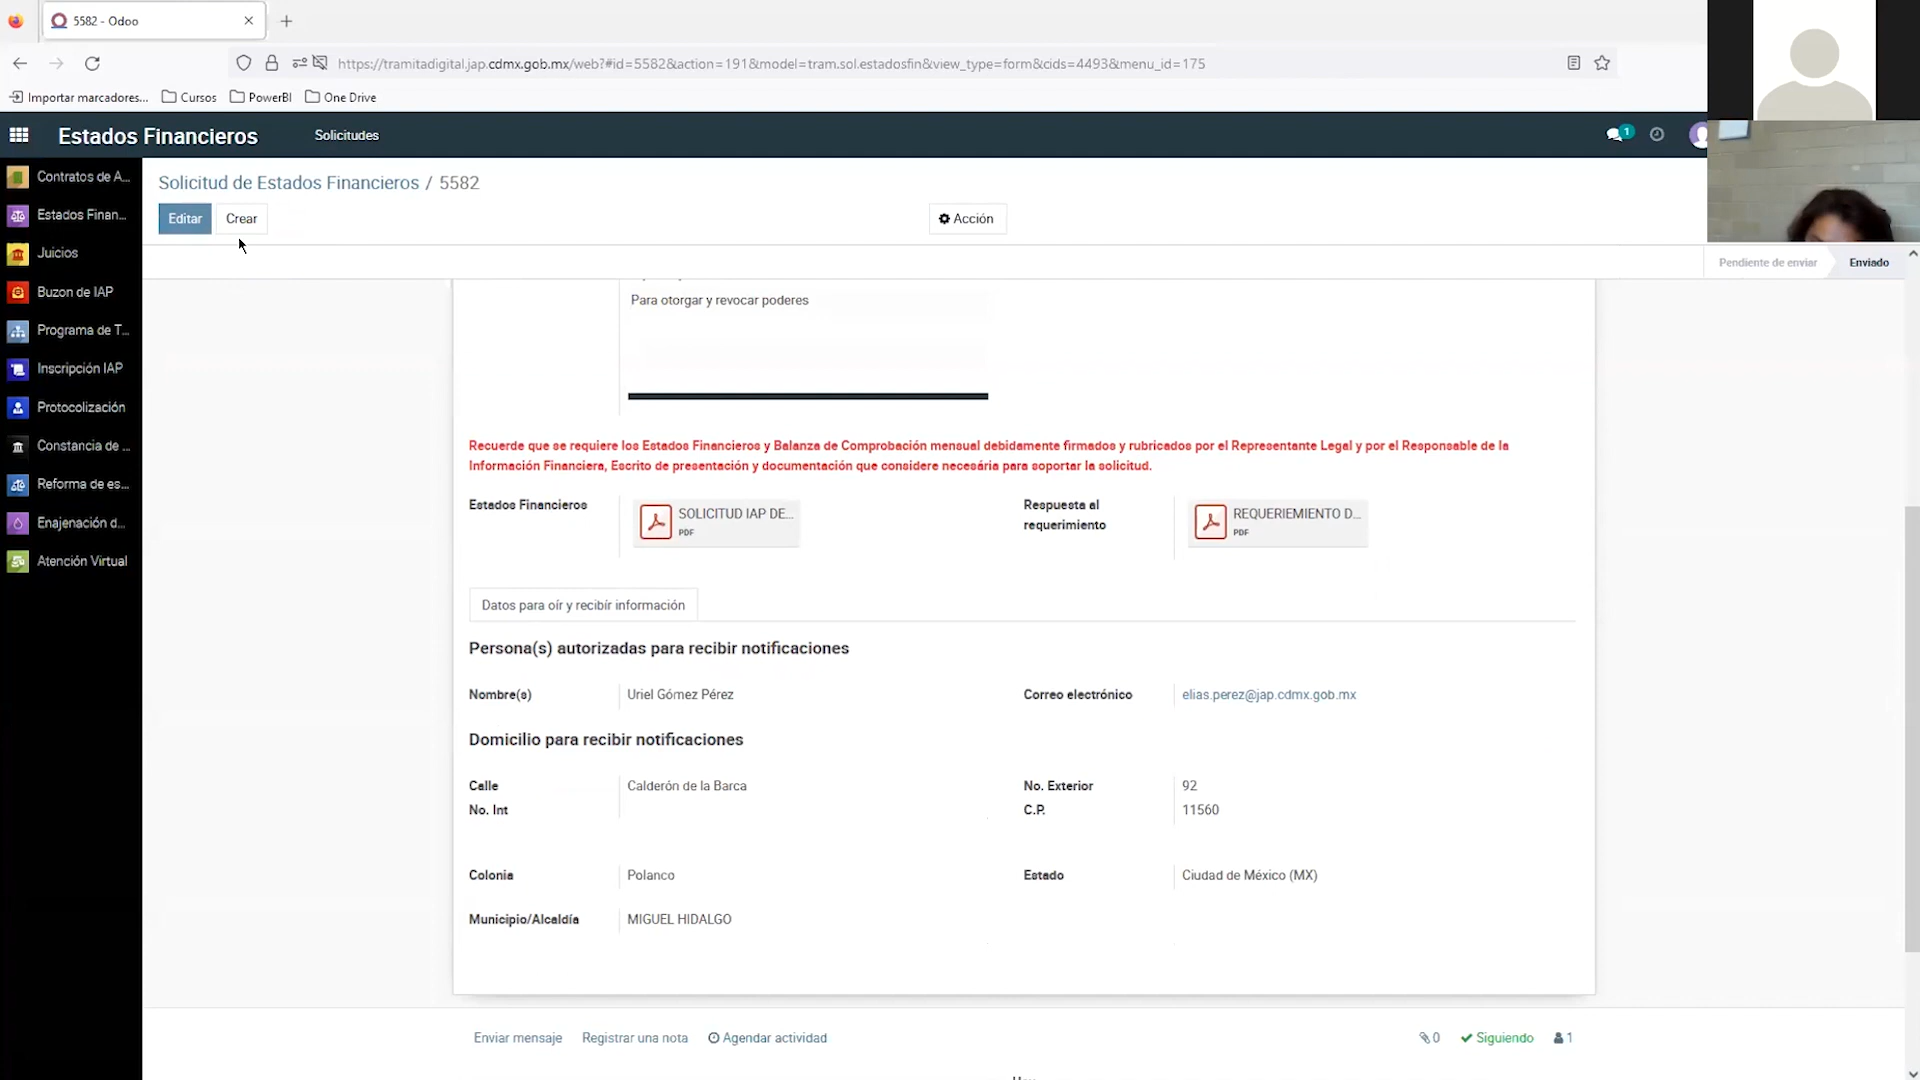 5582 - Odoo
https://tramitadigital.jap.cdmx.gob.mx/web?#id=5582&action=191&model=tram.sol.estadosfin&view_type=form&cids=4493&menu_id=175
Importar marcadores...
Cursos
PowerBI
One Drive
Estados Financieros
Solicitudes
1
Contratos de A...
Estados Finan...
Juicios
Buzon de IAP
Programa de T...
Inscripción IAP
Protocolización
Constancia de ...
Reforma de es...
Enajenación d...
Atención Virtual
Solicitud de Estados Financieros / 5582
Editar
Crear
Acción
Pendiente de enviar
Enviado
Para otorgar y revocar poderes
Recuerde que se requiere los Estados Financieros y Balanza de Comprobación mensual debidamente firmados y rubricados por el Representante Legal y por el Responsable de la
Información Financiera, Escrito de presentación y documentación que considere necesária para soportar la solicitud.
Estados Financieros
SOLICITUD IAP DE...
PDF
Respuesta al
requerimiento
REQUERIEMIENTO D...
PDF
Datos para oír y recibír información
Persona(s) autorizadas para recibir notificaciones
Nombre(s)
Uriel Gómez Pérez
Correo electrónico
elias.perez@jap.cdmx.gob.mx
Domicilio para recibir notificaciones
Calle
Calderón de la Barca
No. Exterior
92
No. Int
C.P.
11560
Colonia
Polanco
Estado
Ciudad de México (MX)
Municipio/Alcaldía
MIGUEL HIDALGO
Enviar mensaje
Registrar una nota
Agendar actividad
0
Siguiendo
1